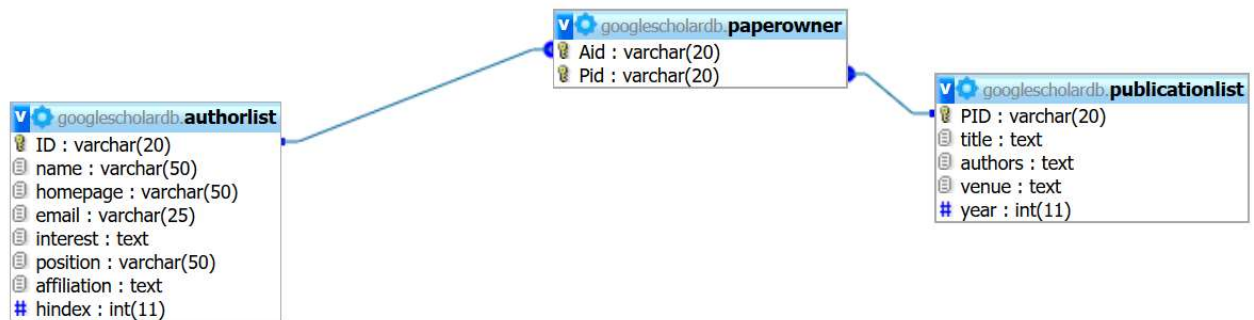 googlescholardb.paperowner
Aid : varchar(20)
Pid : varchar(20)
googlescholardb.authorlist
ID : varchar(20)
name : varchar(50)
homepage : varchar(50)
email : varchar(25)
interest : text
position : varchar(50)
affiliation : text
# hindex : int(11)
googlescholardb.publicationlist
PID : varchar(20)
title : text
authors : text
venue : text
# year : int(11)